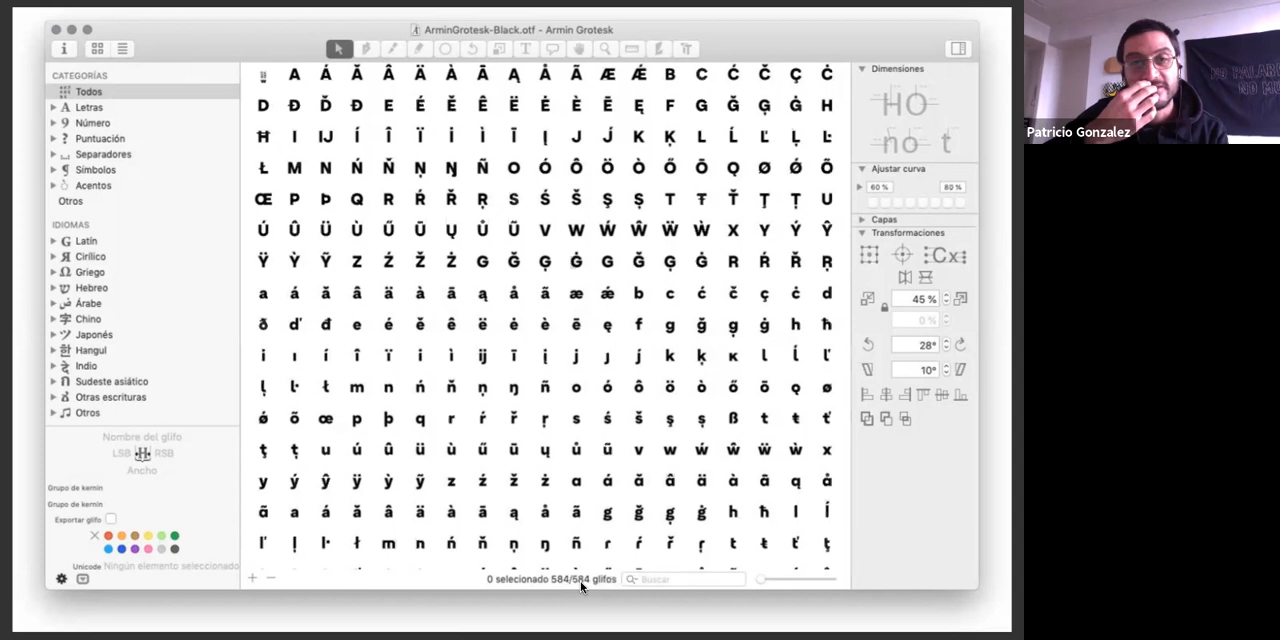 ArminGrotesk-Black.otf - Armin Grotesk
CATEGORÍAS
Todos
Letras
Número
Puntuación
Separadores
Símbolos
Acentos
Otros
IDIOMAS
Latín
Cirílico
Griego
Hebreo
Árabe
Chino
Japonés
Hangul
Indio
Sudeste asiático
Otras escrituras
Otros
Nombre del glifo
LSB H RSB
Ancho
Grupo de kernin
Grupo de kernin
Exportar glifo
Unicode Ningún elemento seleccionado
A Á Ă Â Ä À Ā Ą Å Ã Æ Ǽ B C Ć Č Ç Ċ
D Ð Ď Đ E É Ě Ê Ë Ė È Ē Ę F G Ğ Ģ Ġ H
Ħ I IJ Í Î Ï İ Ì Ī Į J J́ K Ķ L Ĺ Ľ Ļ Ŀ
Ł M N Ń Ň Ņ Ŋ Ñ O Ó Ô Ö Ò Ő Ō Q Ø Ǿ Õ
Œ P Þ Q R Ŕ Ř Ŗ S Ś Š Ş Ș T Ŧ Ť Ţ Ț U
Ú Û Ü Ù Ű Ū Ų Ů Ũ V W Ẃ Ŵ Ẅ Ẁ X Y Ý Ŷ
Ÿ Ỳ Ỹ Z Ź Ž Ż G Ğ Ģ Ġ G Ğ Ģ Ġ R Ŕ Ř Ŗ
a á ă â ä à ā ą å ã æ ǽ b c ć č ç ċ d
ð ď đ e é ě ê ë ė è ē ę f g ğ ģ ġ h ħ
i ı í î ï i ì ij ī į j ȷ j́ k ķ ĸ l ĺ ľ
ļ ŀ ł m n ń ň ņ ŋ ñ o ó ô ö ò ő ō ǫ ø
ǿ õ œ p þ q r ŕ ř ŗ s ś š ş ș ß t ŧ ť
ţ ț u ú û ü ù ű ū ų ů ũ v w ẃ ŵ ẅ ẁ x
y ý ŷ ÿ ỳ ỹ z ź ž ż a á ă â ä à ā ą å
ã a á ă â ä à ā ą å ã g ğ ģ ġ h ħ l ĺ
ľ ļ ŀ ł m n ń ň ņ ŋ ñ r ŕ ř ŗ t ŧ ť ţ
0 selecionado 584/584 glifos
Buscar
Dimensiones
HO
no t
Ajustar curva
60 % 80 %
Capas
Transformaciones
Cx
45 %
0 %
28°
10°
Patricio Gonzalez